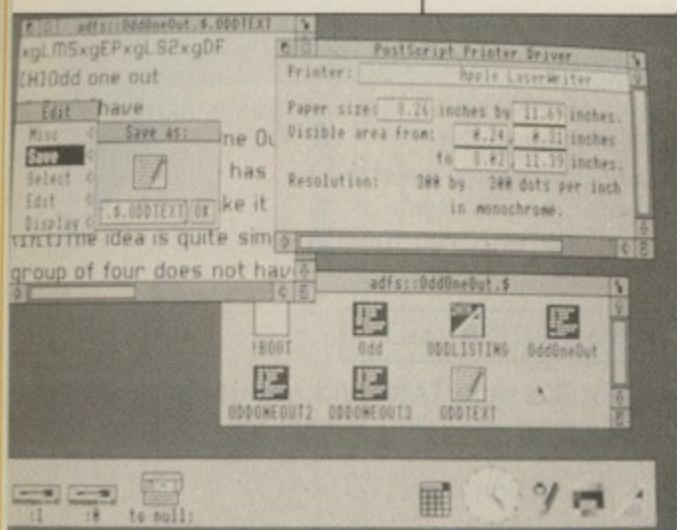 adfs::OddOneOut.$.ODDTEXT
xgLM5xgEPxgLS2xgDF
[H]Odd one out
have
Edit
Misc
Save
Select
Edit
Display
Save as:
.$.ODDTEXT OK
ne Ou
has
ke it
The idea is quite sim
group of four does not hav
PostScript Printer Driver
Printer: Apple LaserWriter
Paper size: 8.26 inches by 11.69 inches.
Visible area from: 0.24, 0.31 inches
to 8.02, 11.39 inches.
Resolution: 300 by 300 dots per inch
in monochrome.
adfs::OddOneOut.$
!BOOT Odd ODDLISTING OddOneOut
ODDONEOUT2 ODDONEOUT3 ODDTEXT
:1 :0 to null: